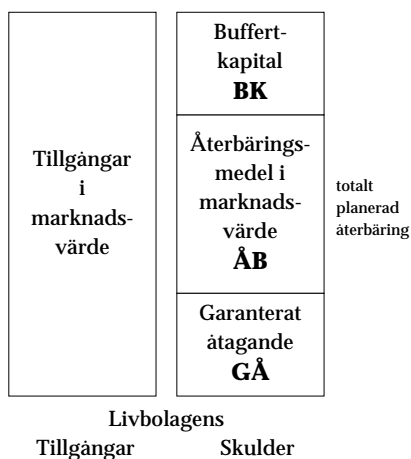 Tillgångar
i
marknads-
värde
Buffert-
kapital
BK
Återbärings-
medel i
marknads-
värde
ÅB
Garanterat
åtagande
GÅ
totalt
planerad
återbäring
Livbolagens
Tillgångar Skulder